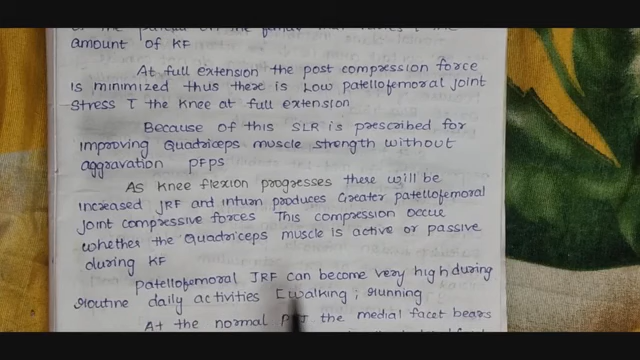 amount of KF
At full extension the post compression force
is minimized thus there is Low patellofemoral joint
stress T the Knee at full extension
Because of this SLR is prescribed for
improving Quadriceps muscle strength without
aggravation PFPS
As Knee flexion progresses there will be
increased JRF and inturn produces Greater patellofemoral
joint compressive forces This compression occue
whether the Quadriceps muscle is active or passive
during KF
patellofemoral JRF can become very high during
routine daily activities [walking ; running
At the normal the medial facet bears